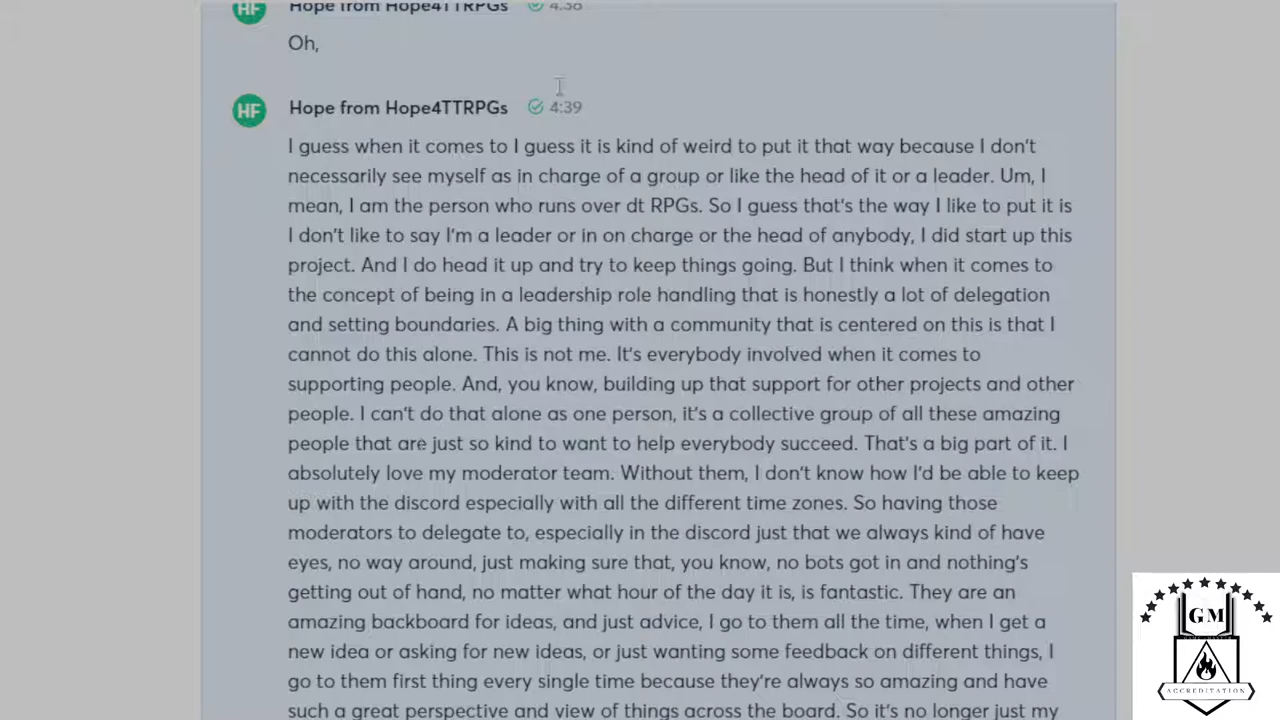 HF Hope from Hope4TTRPGs 4:38
Oh,
HF Hope from Hope4TTRPGs 4:39
I guess when it comes to I guess it is kind of weird to put it that way because I don't
necessarily see myself as in charge of a group or like the head of it or a leader. Um, I
mean, I am the person who runs over dt RPGs. So I guess that's the way I like to put it is
I don't like to say I'm a leader or in on charge or the head of anybody, I did start up this
project. And I do head it up and try to keep things going. But I think when it comes to
the concept of being in a leadership role handling that is honestly a lot of delegation
and setting boundaries. A big thing with a community that is centered on this is that I
cannot do this alone. This is not me. It's everybody involved when it comes to
supporting people. And, you know, building up that support for other projects and other
people. I can't do that alone as one person, it's a collective group of all these amazing
people that are just so kind to want to help everybody succeed. That's a big part of it. I
absolutely love my moderator team. Without them, I don't know how I'd be able to keep
up with the discord especially with all the different time zones. So having those
moderators to delegate to, especially in the discord just that we always kind of have
eyes, no way around, just making sure that, you know, no bots got in and nothing's
getting out of hand, no matter what hour of the day it is, is fantastic. They are an
amazing backboard for ideas, and just advice, I go to them all the time, when I get a
new idea or asking for new ideas, or just wanting some feedback on different things, I
go to them first thing every single time because they're always so amazing and have
such a great perspective and view of things across the board. So it's no longer just my
GM
ACCREDITATION